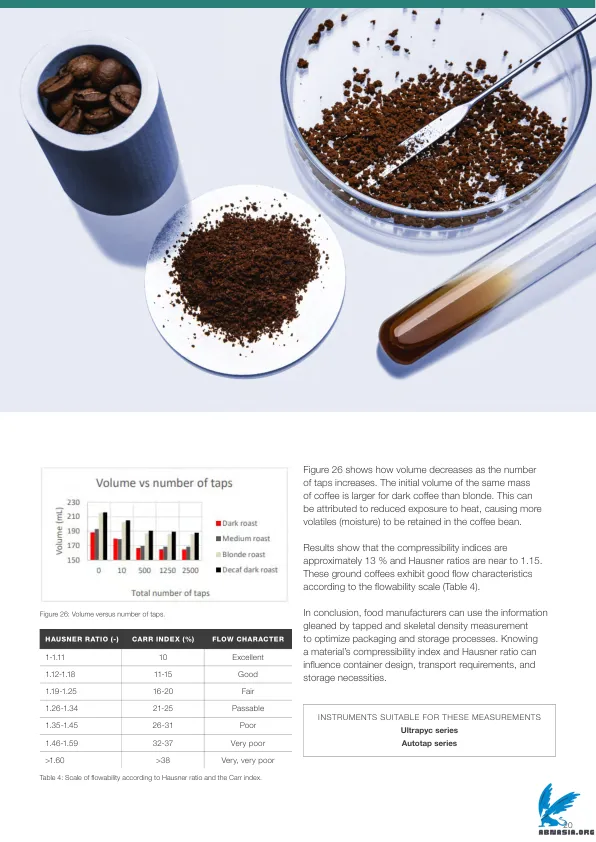 Volume vs number of taps
Volume (mL)
230
210
190
170
150
0 10 500 1250 2500
Total number of taps
Dark roast
Medium roast
Blonde roast
Decaf dark roast
Figure 26: Volume versus number of taps.
HAUSNER RATIO (-) CARR INDEX (%) FLOW CHARACTER
1-1.11 10 Excellent
1.12-1.18 11-15 Good
1.19-1.25 16-20 Fair
1.26-1.34 21-25 Passable
1.35-1.45 26-31 Poor
1.46-1.59 32-37 Very poor
>1.60 >38 Very, very poor
Table 4: Scale of flowability according to Hausner ratio and the Carr index.
Figure 26 shows how volume decreases as the number
of taps increases. The initial volume of the same mass
of coffee is larger for dark coffee than blonde. This can
be attributed to reduced exposure to heat, causing more
volatiles (moisture) to be retained in the coffee bean.
Results show that the compressibility indices are
approximately 13 % and Hausner ratios are near to 1.15.
These ground coffees exhibit good flow characteristics
according to the flowability scale (Table 4).
In conclusion, food manufacturers can use the information
gleaned by tapped and skeletal density measurement
to optimize packaging and storage processes. Knowing
a material's compressibility index and Hausner ratio can
influence container design, transport requirements, and
storage necessities.
INSTRUMENTS SUITABLE FOR THESE MEASUREMENTS
Ultrapyc series
Autotap series
20
ABNASIA.ORG